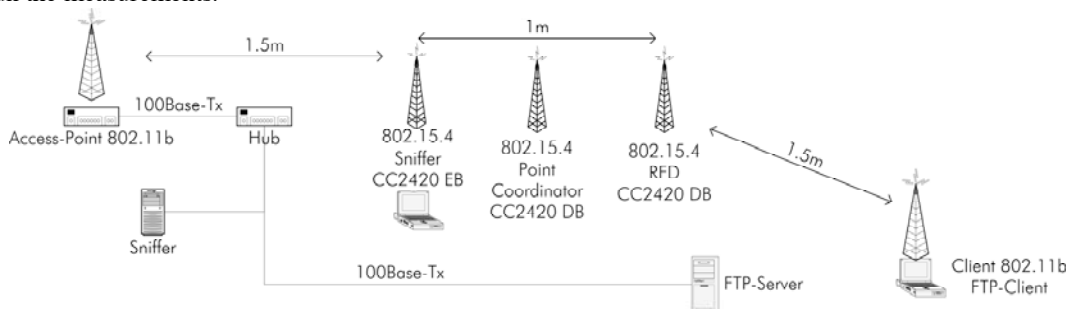 1m
1.5m
100Base-Tx
Access-Point 802.11b
Hub
802.15.4
Sniffer
CC2420 EB
802.15.4
Point
Coordinator
CC2420 DB
802.15.4
RFD
CC2420 DB
1.5m
Sniffer
100Base-Tx
FTP-Server
Client 802.11b
FTP-Client